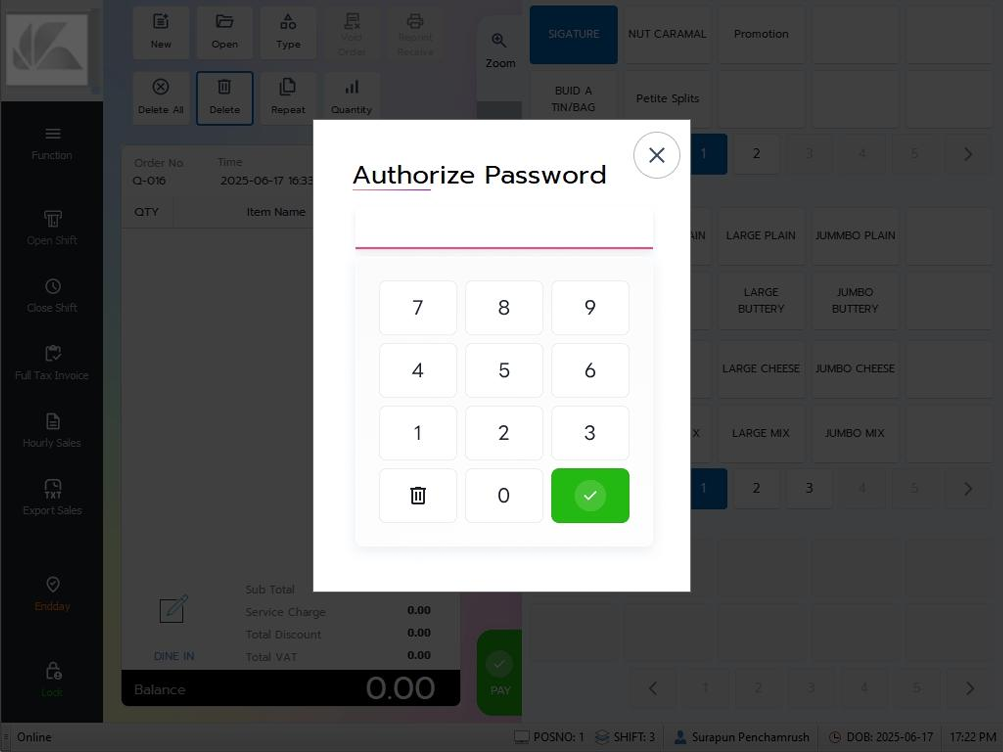 New
Open
Type
Void
Order
Reprint
Receive
Zoom
SIGATURE
NUT CARAMAL
Promotion
Delete All
Delete
Repeat
Quantity
BUID A
TIN/BAG
Petite Splits
Function
Order No
Time
Q-016
2025-06-17 16:33
QTY
Item Name
Authorize Password
1
2
3
4
5
Open Shift
LARGE PLAIN
JUMMBO PLAIN
7
8
9
Close Shift
LARGE
BUTTERY
JUMBO
BUTTERY
4
5
6
Full Tax Invoice
LARGE CHEESE
JUMBO CHEESE
1
2
3
Hourly Sales
LARGE MIX
JUMBO MIX
0
1
2
3
4
5
TXT
Export Sales
Sub Total
Endday
Service Charge
0.00
Total Discount
0.00
DINE IN
Total VAT
0.00
Lock
Balance
0.00
PAY
1
2
3
4
5
Online
POSNO: 1
SHIFT: 3
Surapun Penchamrush
DOB: 2025-06-17
17:22 PM